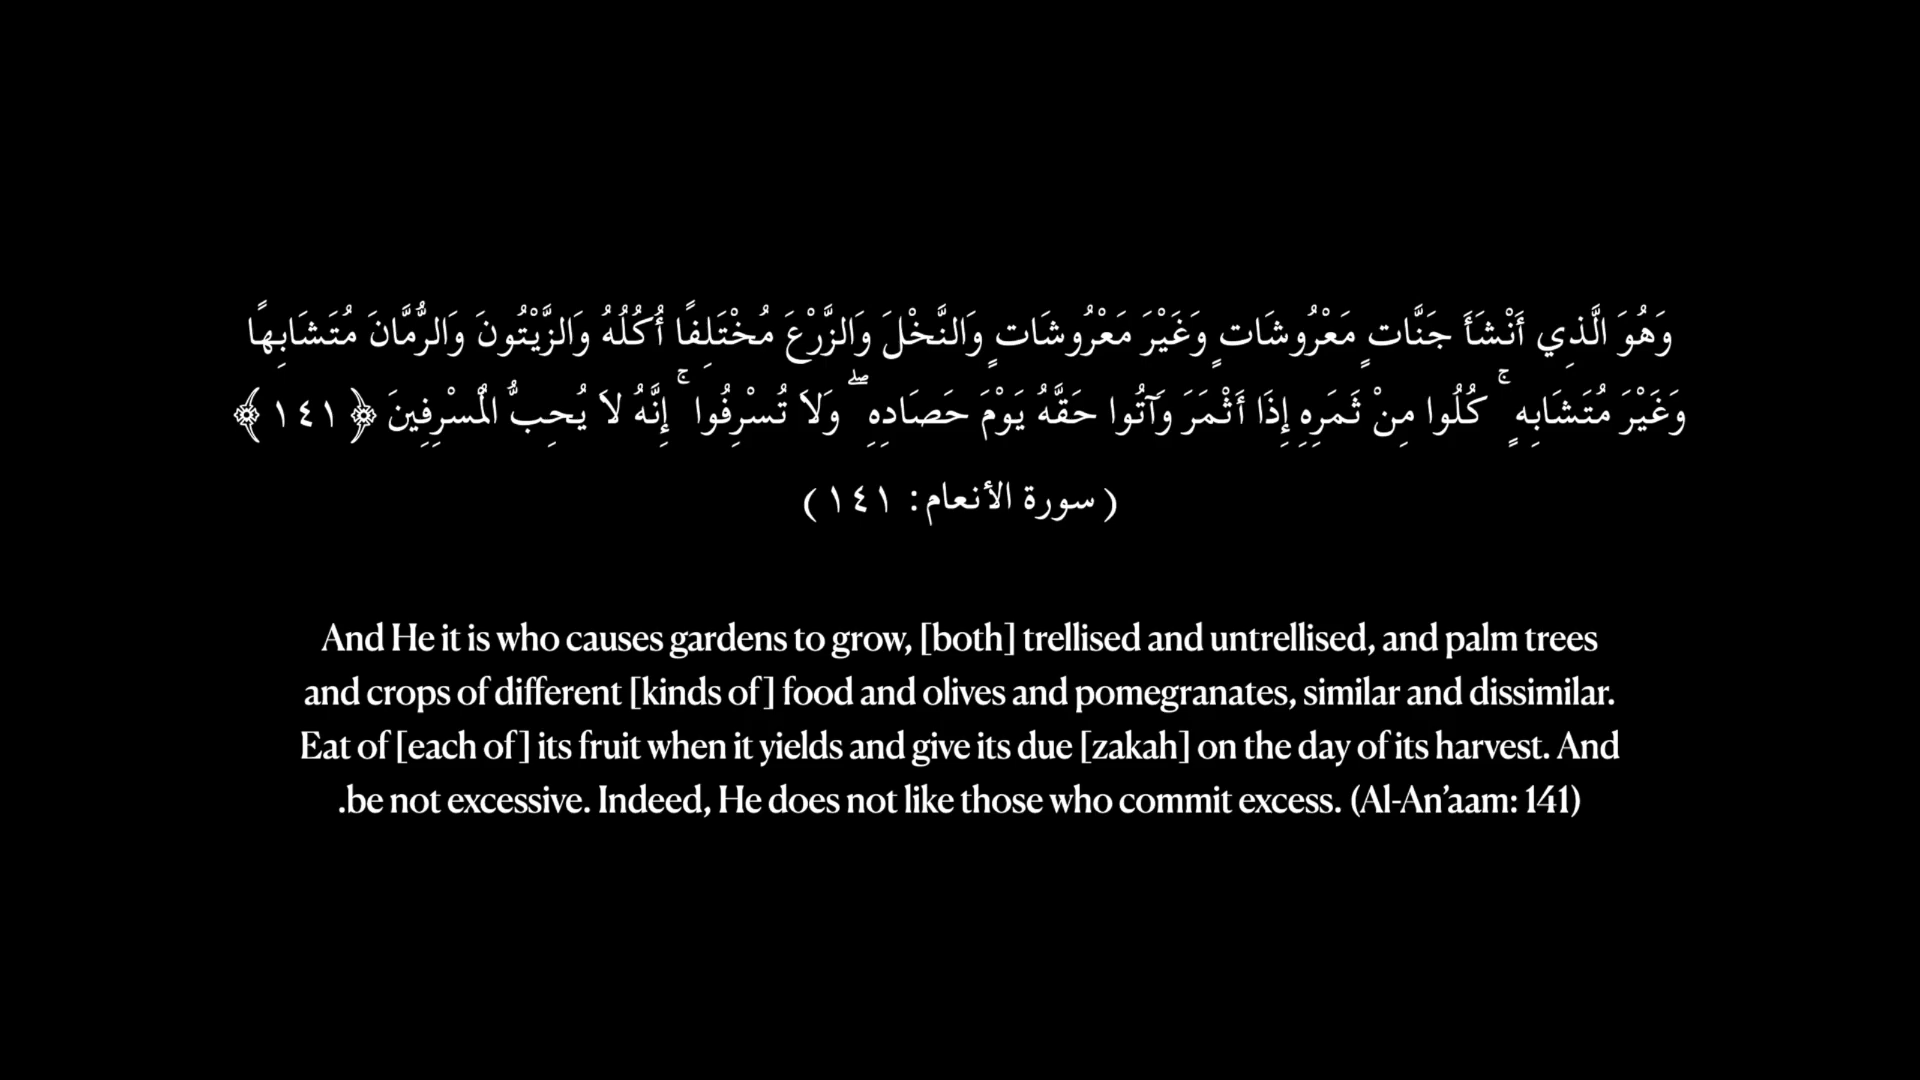 وَهُوَ الَّذِي أَنْشَأَ جَنَّاتٍ مَعْرُوشَاتٍ وَغَيْرَ مَعْرُوشَاتٍ وَالنَّخْلَ وَالزَّرْعَ مُخْتَلِفًا أُكُلُهُ وَالزَّيْتُونَ وَالرُّمَّانَ مُتَشَابِهًا
وَغَيْرَ مُتَشَابِهٍ ۚ كُلُوا مِنْ ثَمَرِهِ إِذَا أَثْمَرَ وَآتُوا حَقَّهُ يَوْمَ حَصَادِهِ ۖ وَلَا تُسْرِفُوا ۚ إِنَّهُ لَا يُحِبُّ الْمُسْرِفِينَ ﴿١٤١﴾
(سورة الأنعام: ١٤١)
And He it is who causes gardens to grow, [both] trellised and untrellised, and palm trees
and crops of different [kinds of] food and olives and pomegranates, similar and dissimilar.
Eat of [each of] its fruit when it yields and give its due [zakah] on the day of its harvest. And
.be not excessive. Indeed, He does not like those who commit excess. (Al-An’aam: 141)